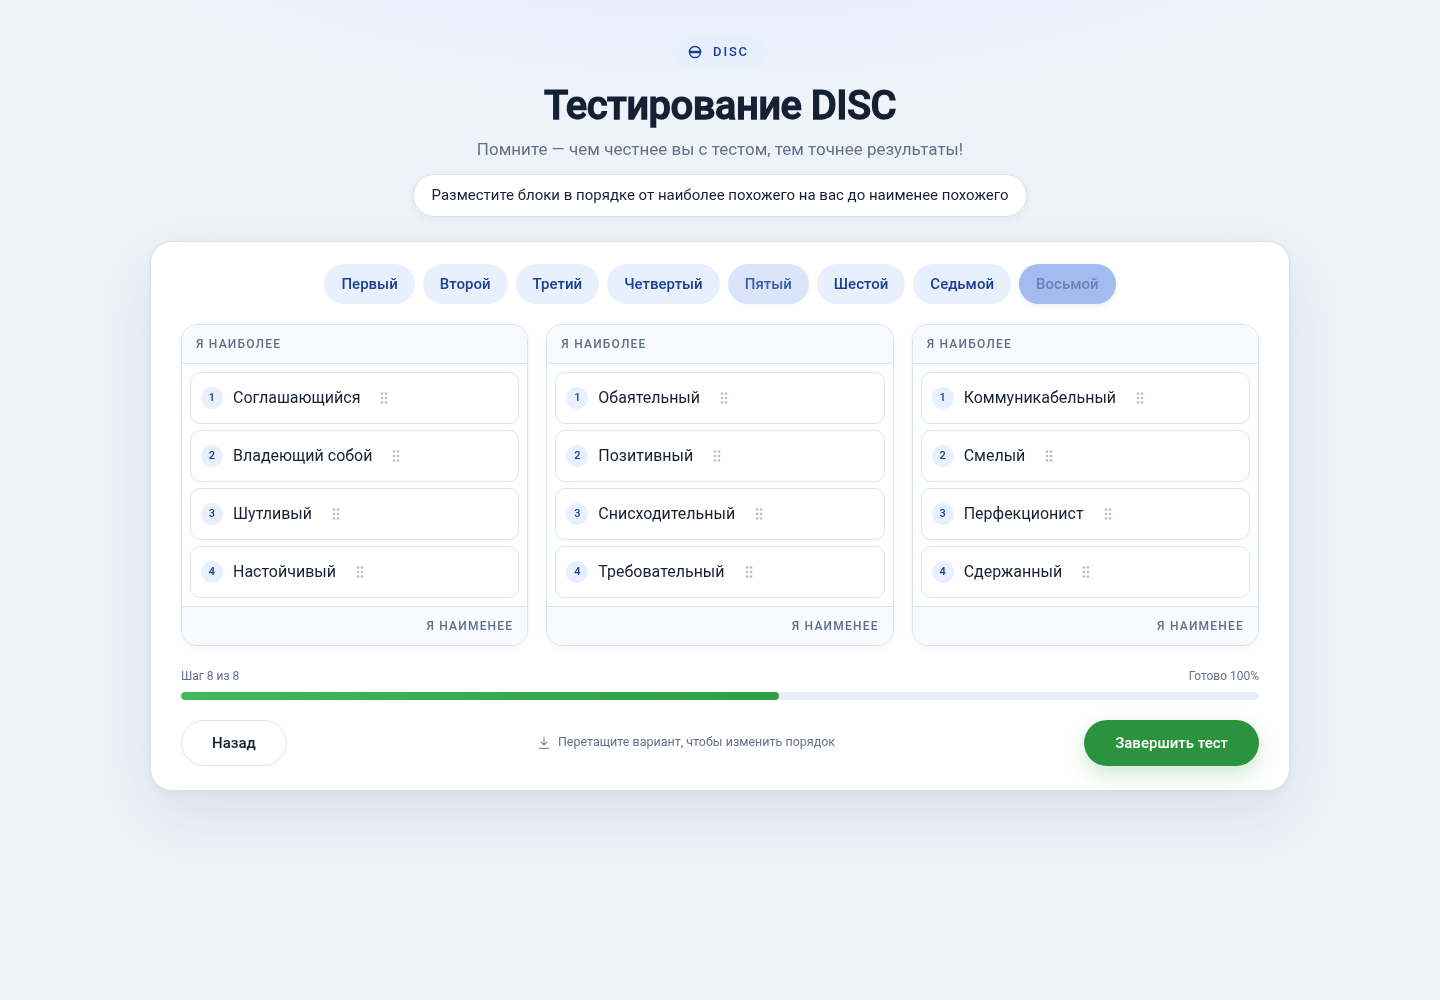 DISC
Тестирование DISC
Помните — чем честнее вы с тестом, тем точнее результаты!
Разместите блоки в порядке от наиболее похожего на вас до наименее похожего
Первый Второй Третий Четвертый Пятый Шестой Седьмой Восьмой
Я НАИБОЛЕЕ
1 Соглашающийся
2 Владеющий собой
3 Шутливый
4 Настойчивый
Я НАИМЕНЕЕ
Я НАИБОЛЕЕ
1 Обаятельный
2 Позитивный
3 Снисходительный
4 Требовательный
Я НАИМЕНЕЕ
Я НАИБОЛЕЕ
1 Коммуникабельный
2 Смелый
3 Перфекционист
4 Сдержанный
Я НАИМЕНЕЕ
Шаг 8 из 8 Готово 100%
Назад Перетащите вариант, чтобы изменить порядок Завершить тест